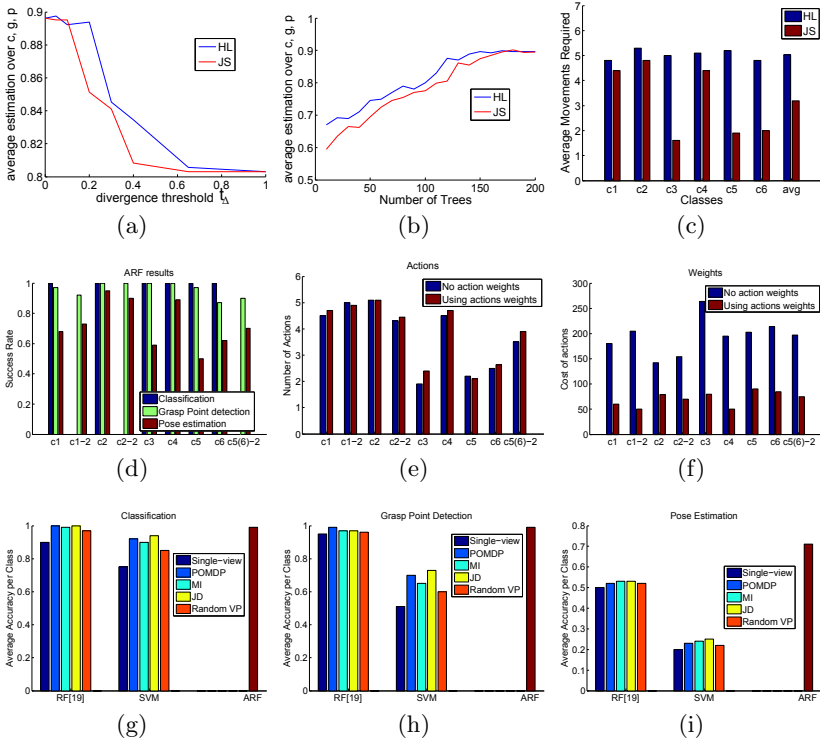 average estimation over c, g, p
0.9
0.88
0.86
0.84
0.82
0.8
0
0.2
0.4
0.6
0.8
1
HL
JS
divergence threshold t_Δ
(a)
average estimation over c, g, p
1
0.9
0.8
0.7
0.6
0.5
0
50
100
150
200
HL
JS
Number of Trees
(b)
Average Movements Required
7
6
5
4
3
2
1
0
HL
JS
c1 c2 c3 c4 c5 c6 avg
Classes
(c)
ARF results
Success Rate
1
0.8
0.6
0.4
0.2
0
Classification
Grasp Point detection
Pose estimation
c1 c1−2 c2 c2−2 c3 c4 c5 c6 c5(6)−2
(d)
Actions
Number of Actions
6
5
4
3
2
1
0
No action weights
Using actions weights
c1 c1−2 c2 c2−2 c3 c4 c5 c6 c5(6)−2
(e)
Weights
Cost of actions
300
250
200
150
100
50
0
No action weights
Using actions weights
c1 c1−2 c2 c2−2 c3 c4 c5 c6 c5(6)−2
(f)
Classification
Average Accuracy per Class
1
0.8
0.6
0.4
0.2
0
Single−view
POMDP
MI
JD
Random VP
RF[19] SVM ARF
(g)
Grasp Point Detection
Average Accuracy per Class
1
0.8
0.6
0.4
0.2
0
Single−view
POMDP
MI
JD
Random VP
RF[19] SVM ARF
(h)
Pose Estimation
Average Accuracy per Class
0.8
0.7
0.6
0.5
0.4
0.3
0.2
0.1
0
Single−view
POMDP
MI
JD
Random VP
RF[19] SVM ARF
(i)